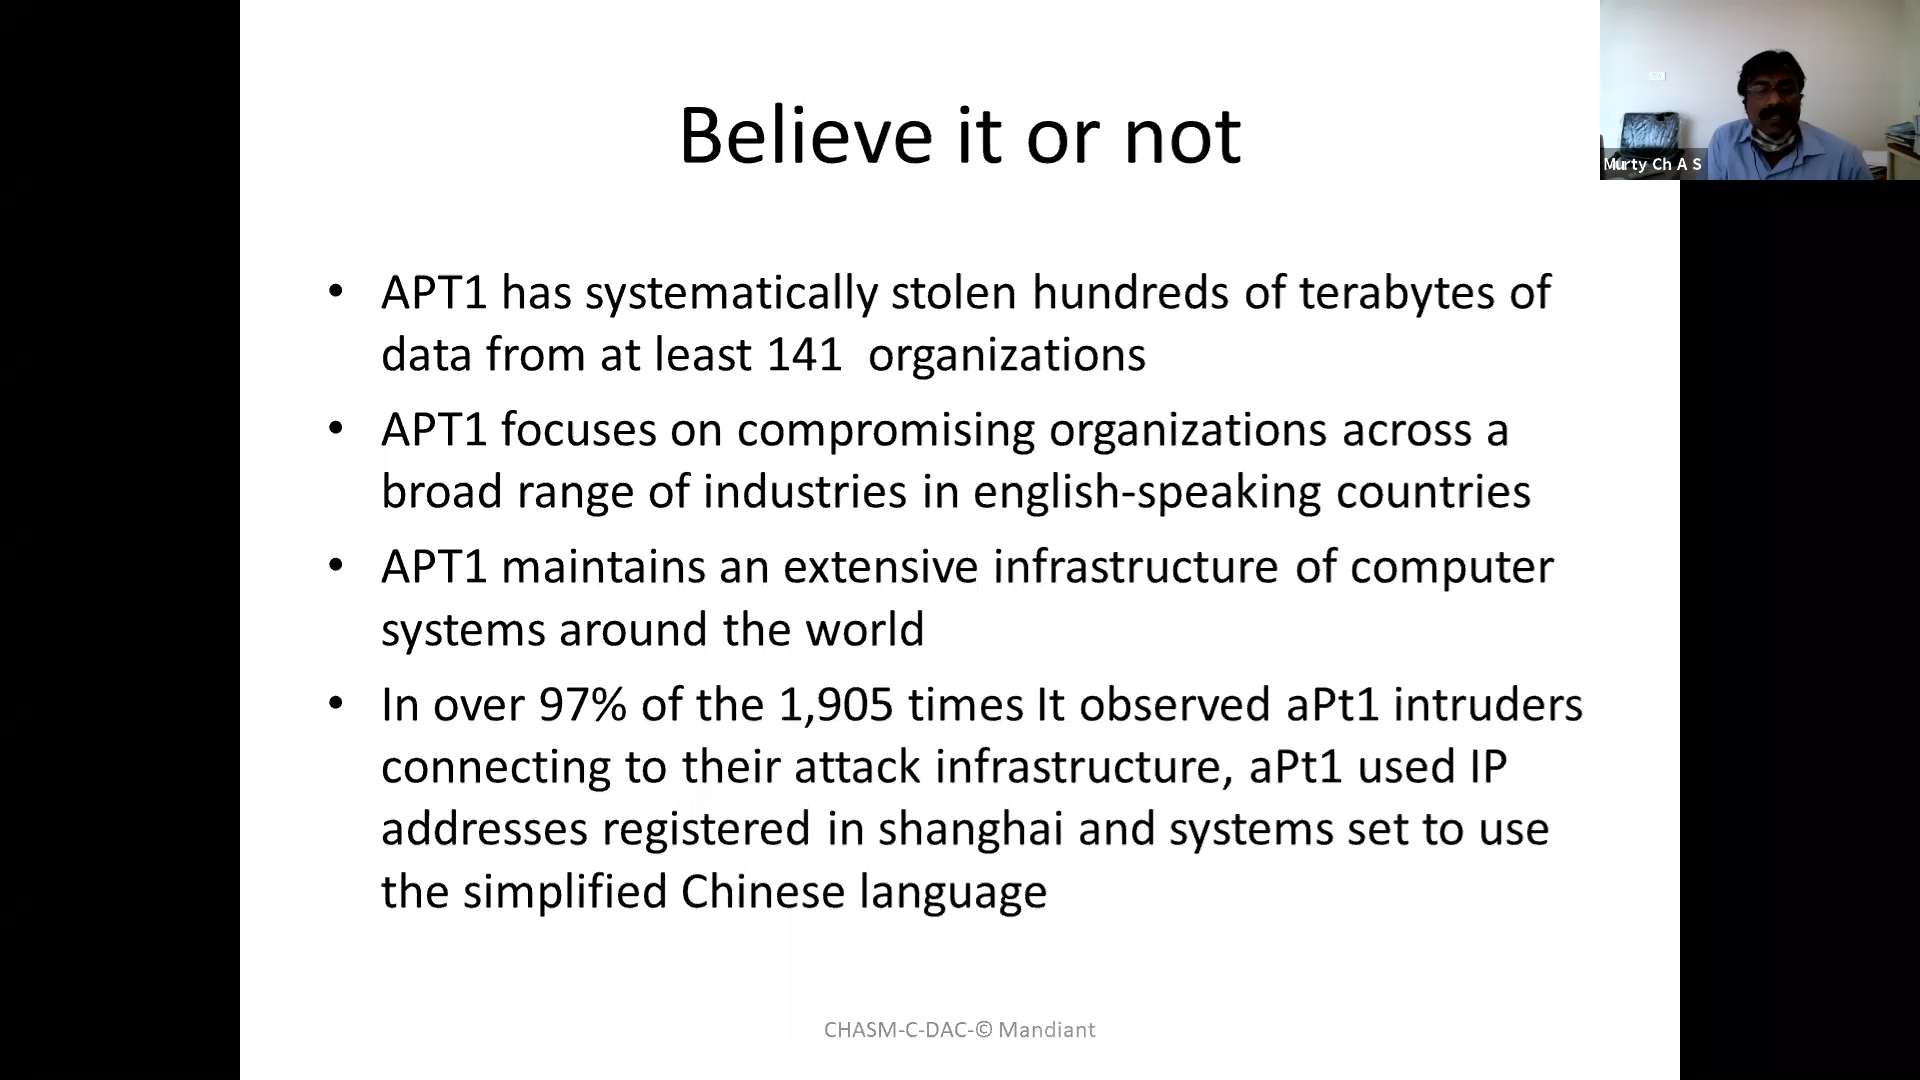 Believe it or not
Murty Ch A S
• APT1 has systematically stolen hundreds of terabytes of
data from at least 141  organizations
• APT1 focuses on compromising organizations across a
broad range of industries in english-speaking countries
• APT1 maintains an extensive infrastructure of computer
systems around the world
• In over 97% of the 1,905 times It observed aPt1 intruders
connecting to their attack infrastructure, aPt1 used IP
addresses registered in shanghai and systems set to use
the simplified Chinese language
CHASM-C-DAC-© Mandiant